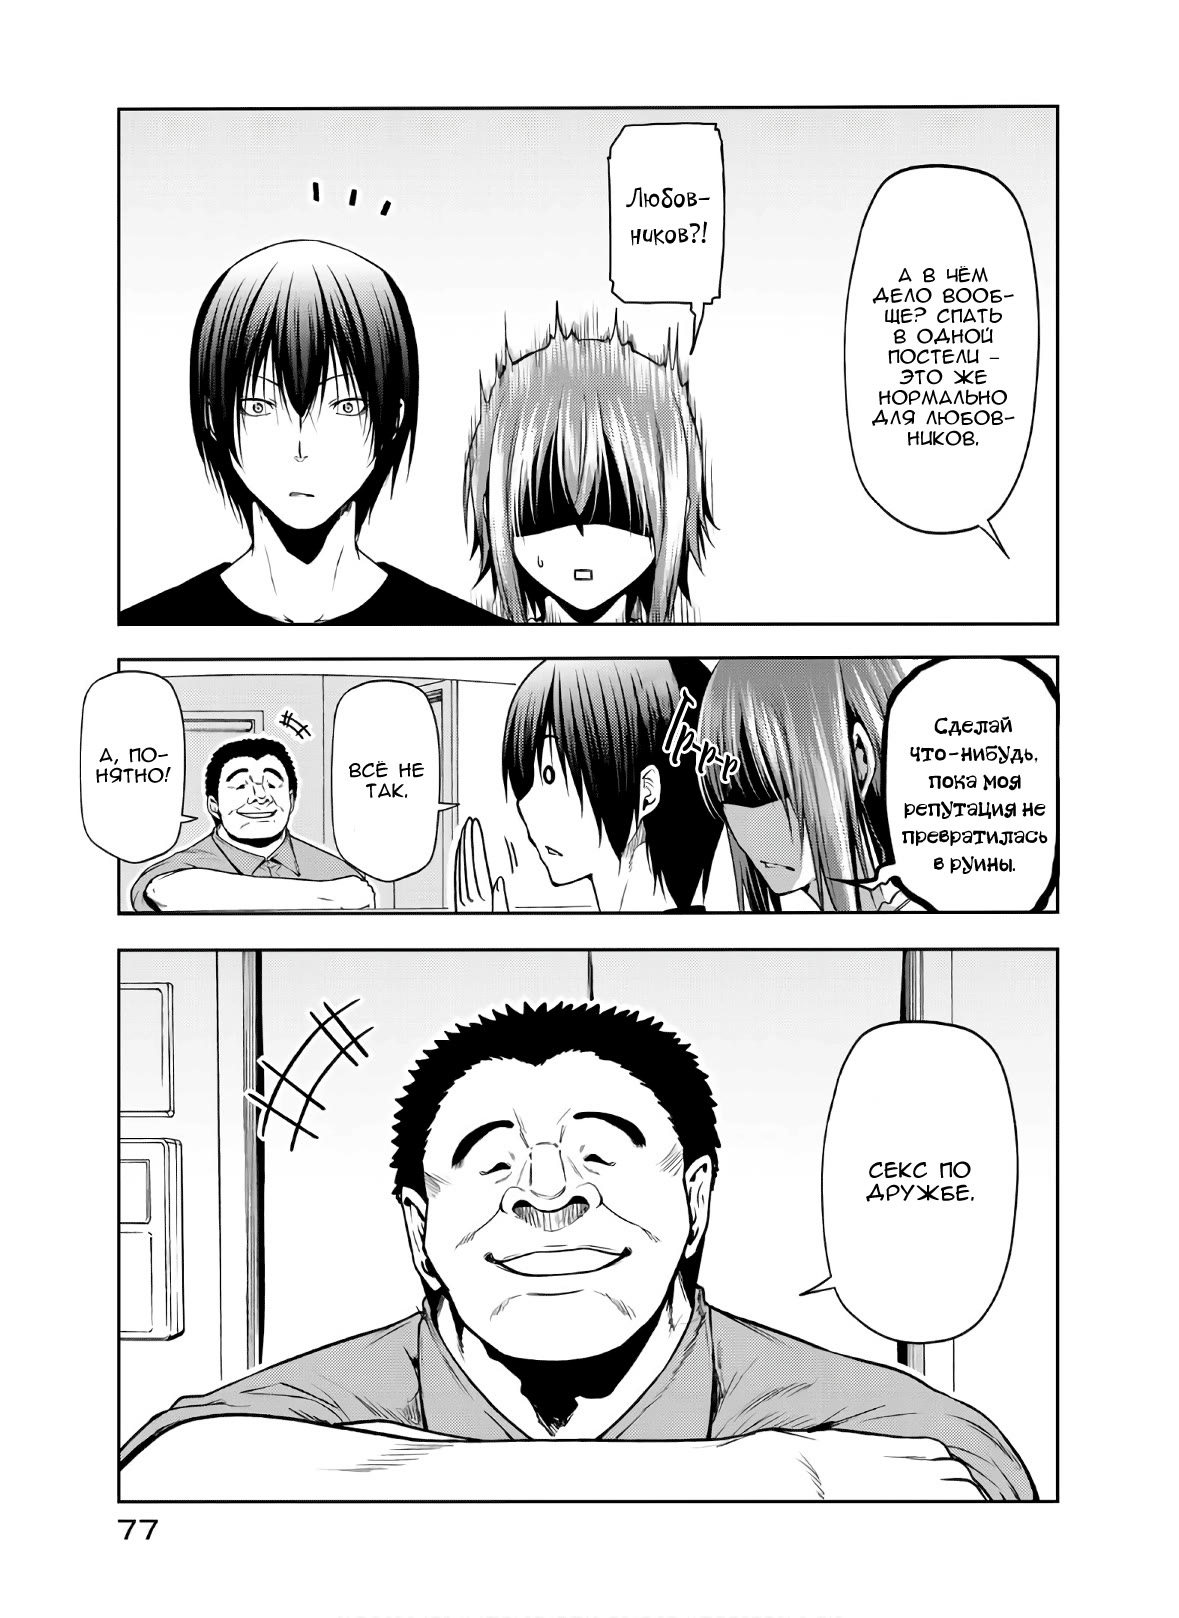 А В ЧЁМ
ДЕЛО ВООБ-
ЩЕ? СПАТЬ
В ОДНОЙ
ПОСТЕЛИ –
ЭТО ЖЕ
НОРМАЛЬНО
ДЛЯ ЛЮБОВ-
НИКОВ.
Любов-
ников?!
Сделай
что-нибудь,
пока моя
репутация не
превратилась
в руины.
Гр-р-р
ВСЁ НЕ
ТАК.
А, ПО-
НЯТНО!
СЕКС ПО
ДРУЖБЕ.
77